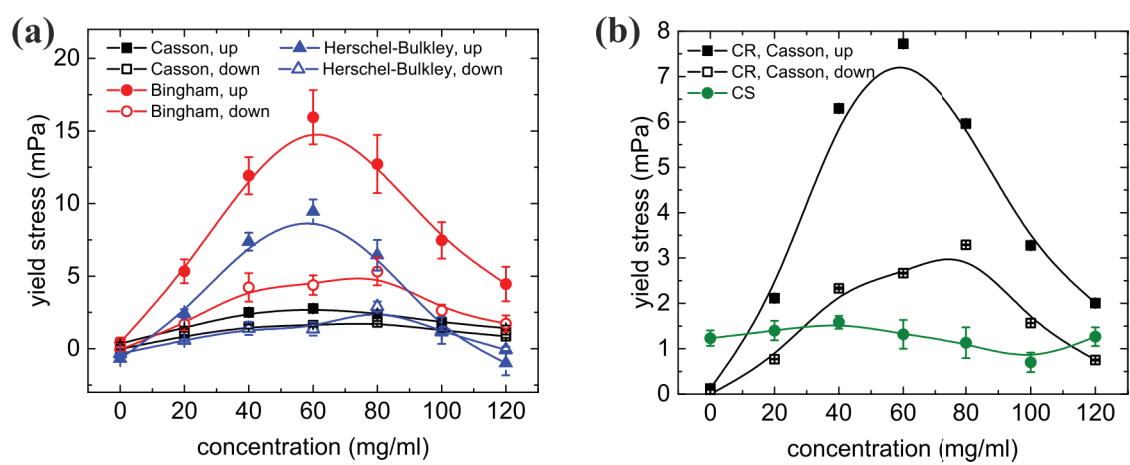 (a)
Casson, up
Casson, down
Bingham, up
Bingham, down
Herschel-Bulkley, up
Herschel-Bulkley, down
yield stress (mPa)
20
15
10
5
0
0 20 40 60 80 100 120
concentration (mg/ml)
(b)
CR, Casson, up
CR, Casson, down
CS
yield stress (mPa)
8
7
6
5
4
3
2
1
0
0 20 40 60 80 100 120
concentration (mg/ml)